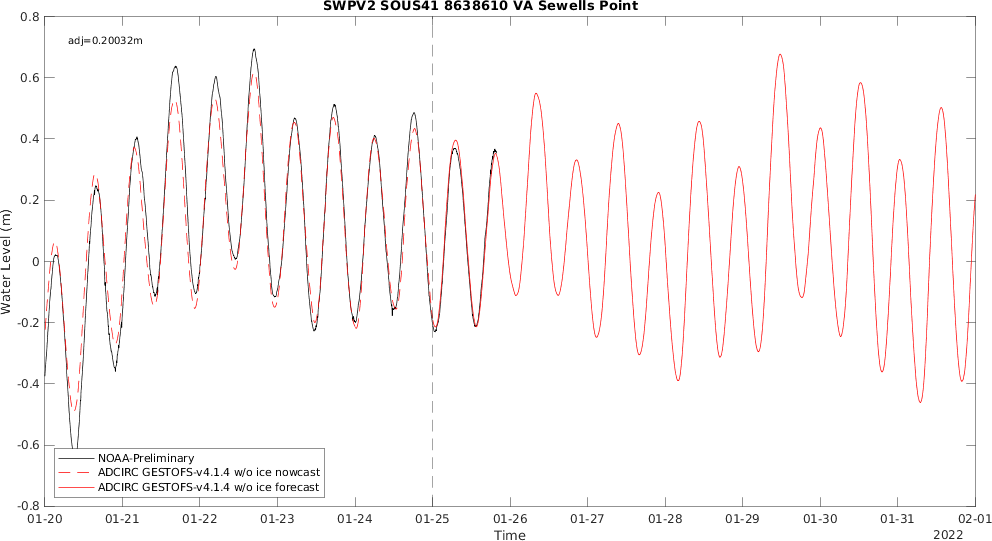 SWPV2 SOUS41 8638610 VA Sewells Point
adj=0.20032m
0.8
0.6
0.4
0.2
0
-0.2
-0.4
-0.6
-0.8
Water Level (m)
NOAA-Preliminary
ADCIRC GESTOFS-v4.1.4 w/o ice nowcast
ADCIRC GESTOFS-v4.1.4 w/o ice forecast
01-20 01-21 01-22 01-23 01-24 01-25 01-26 01-27 01-28 01-29 01-30 01-31 02-01
Time
2022